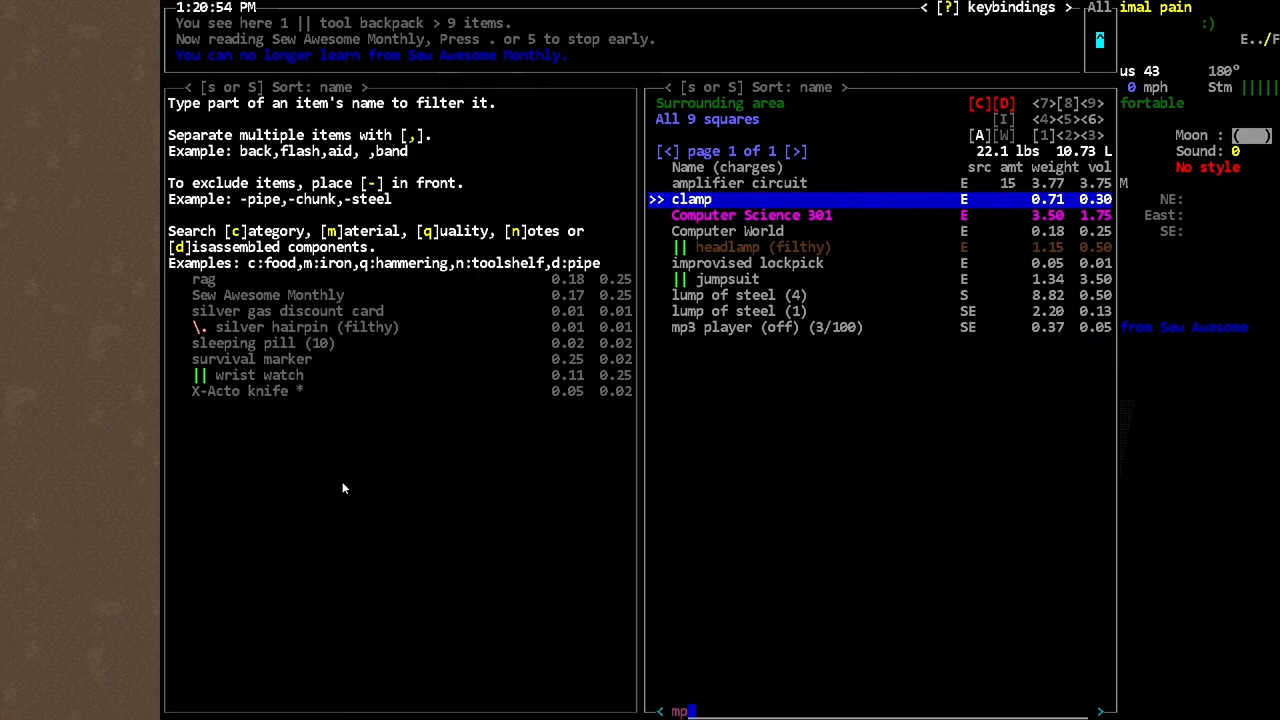 1:20:54 PM
< [?] keybindings >
All
imal pain
You see here 1 || tool backpack > 9 items.
:)
Now reading Sew Awesome Monthly, Press . or 5 to stop early.
^
E../F
You can no longer learn from Sew Awesome Monthly.
us 43
180°
0 mph
Stm |||||
< [s or S] Sort: name >
< [s or S] Sort: name >
Type part of an item's name to filter it.
Surrounding area
[C][D]
<7>[8]<9>
fortable
All 9 squares
[I]
<4><5><6>
Separate multiple items with [,].
[A][W]
[1]<2><3>
Moon : (    )
Example: back,flash,aid, ,band
[<] page 1 of 1 [>]
22.1 lbs 10.73 L
Sound: 0
Name (charges)
src amt weight vol
No style
To exclude items, place [-] in front.
amplifier circuit E 15 3.77 3.75
M
Example: -pipe,-chunk,-steel
>> clamp E 0.71 0.30
NE:
Computer Science 301 E 3.50 1.75
East:
Search [c]ategory, [m]aterial, [q]uality, [n]otes or
Computer World E 0.18 0.25
SE:
[d]isassembled components.
|| headlamp (filthy) E 1.15 0.50
Examples: c:food,m:iron,q:hammering,n:toolshelf,d:pipe
improvised lockpick E 0.05 0.01
rag 0.18 0.25
|| jumpsuit E 1.34 3.50
Sew Awesome Monthly 0.17 0.25
lump of steel (4) S 8.82 0.50
silver gas discount card 0.01 0.01
lump of steel (1) SE 2.20 0.13
\. silver hairpin (filthy) 0.01 0.01
mp3 player (off) (3/100) SE 0.37 0.05
from Sew Awesome
sleeping pill (10) 0.02 0.02
survival marker 0.25 0.02
|| wrist watch 0.11 0.25
X-Acto knife * 0.05 0.02
< mp >